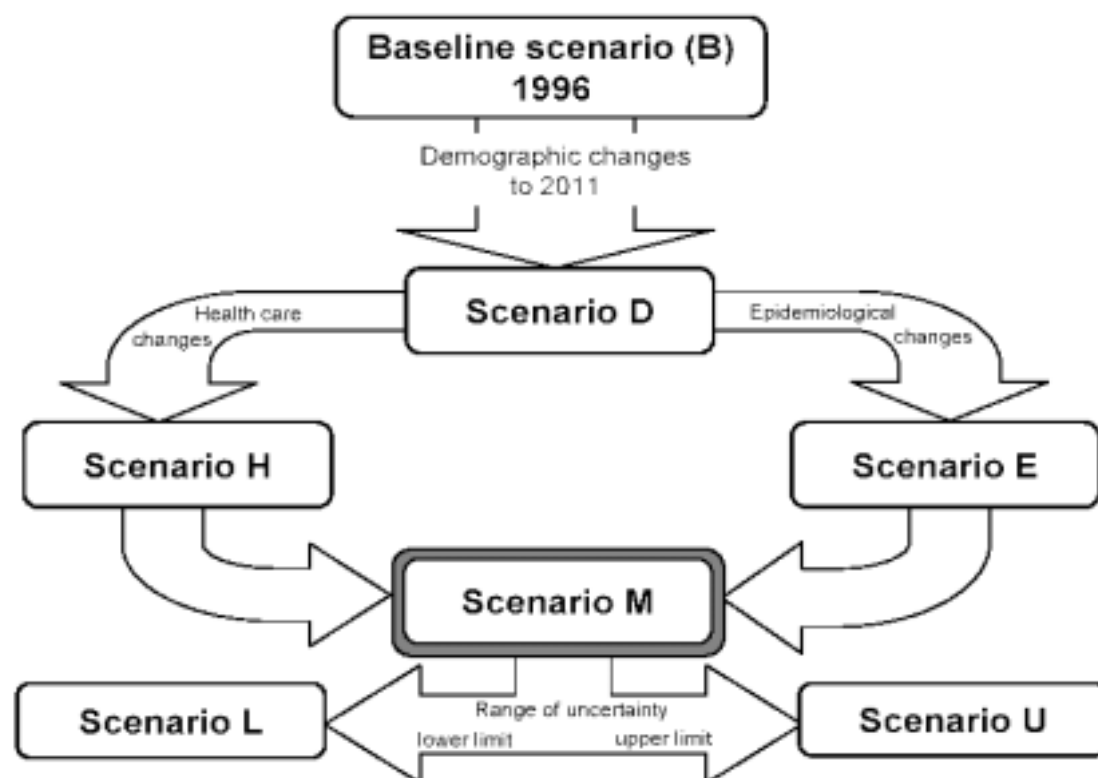 Baseline scenario (B)
1996
Demographic changes
to 2011
Scenario D
Health care
changes
Epidemiological
changes
Scenario H
Scenario E
Scenario M
Scenario L
Range of uncertainty
lower limit
upper limit
Scenario U